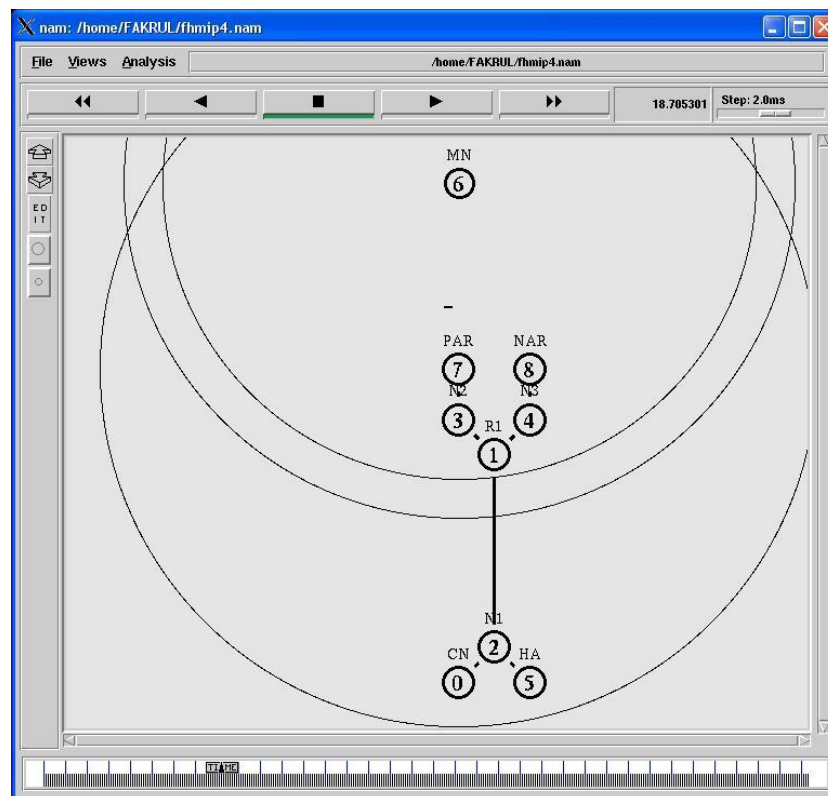 nam: /home/FAKRUL/fhmip4.nam
File Views Analysis /home/FAKRUL/fhmip4.nam
18.705301 Step: 2.0ms
ED
IT
MN
6
PAR NAR
7 8
N2 N3
3 4
R1
1
N1
2
CN HA
0 5
TIME